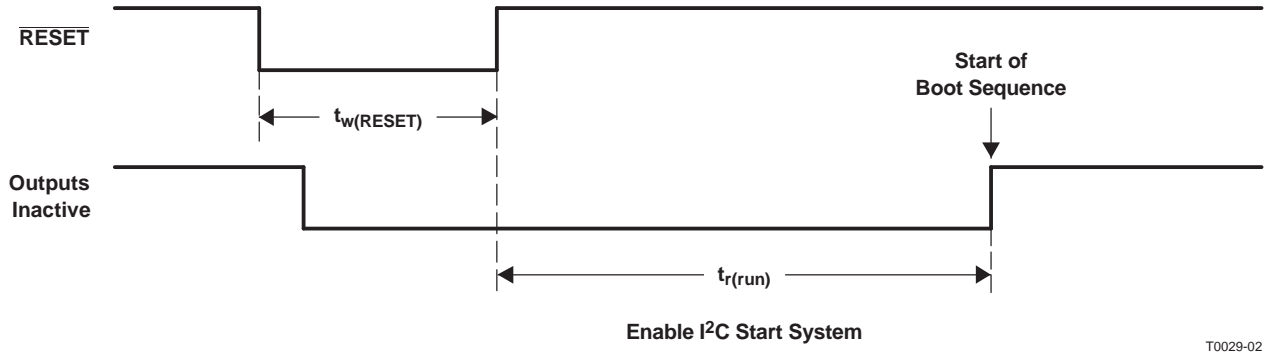 RESET
Start of
Boot Sequence
tw(RESET)
Outputs
Inactive
tr(run)
Enable I2C Start System
T0029-02